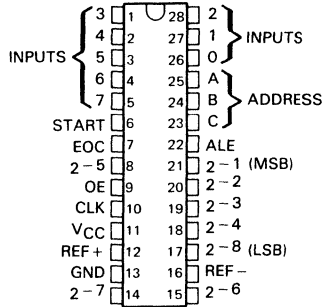 3 1 28 2
4 2 27 1 INPUTS
INPUTS 5 3 26 0
6 4 25 A
7 5 24 B ADDRESS
START 6 23 C
EOC 7 22 ALE
2-5 8 21 2-1 (MSB)
OE 9 20 2-2
CLK 10 19 2-3
VCC 11 18 2-4
REF+ 12 17 2-8 (LSB)
GND 13 16 REF-
2-7 14 15 2-6